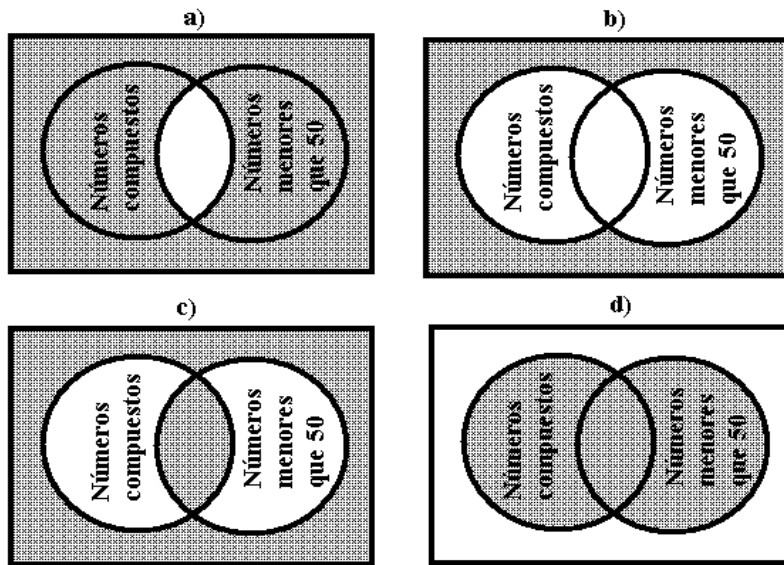 a)
Números
compuestos
Números
menores
que 50
b)
Números
compuestos
Números
menores
que 50
c)
Números
compuestos
Números
menores
que 50
d)
Números
compuestos
Números
menores
que 50